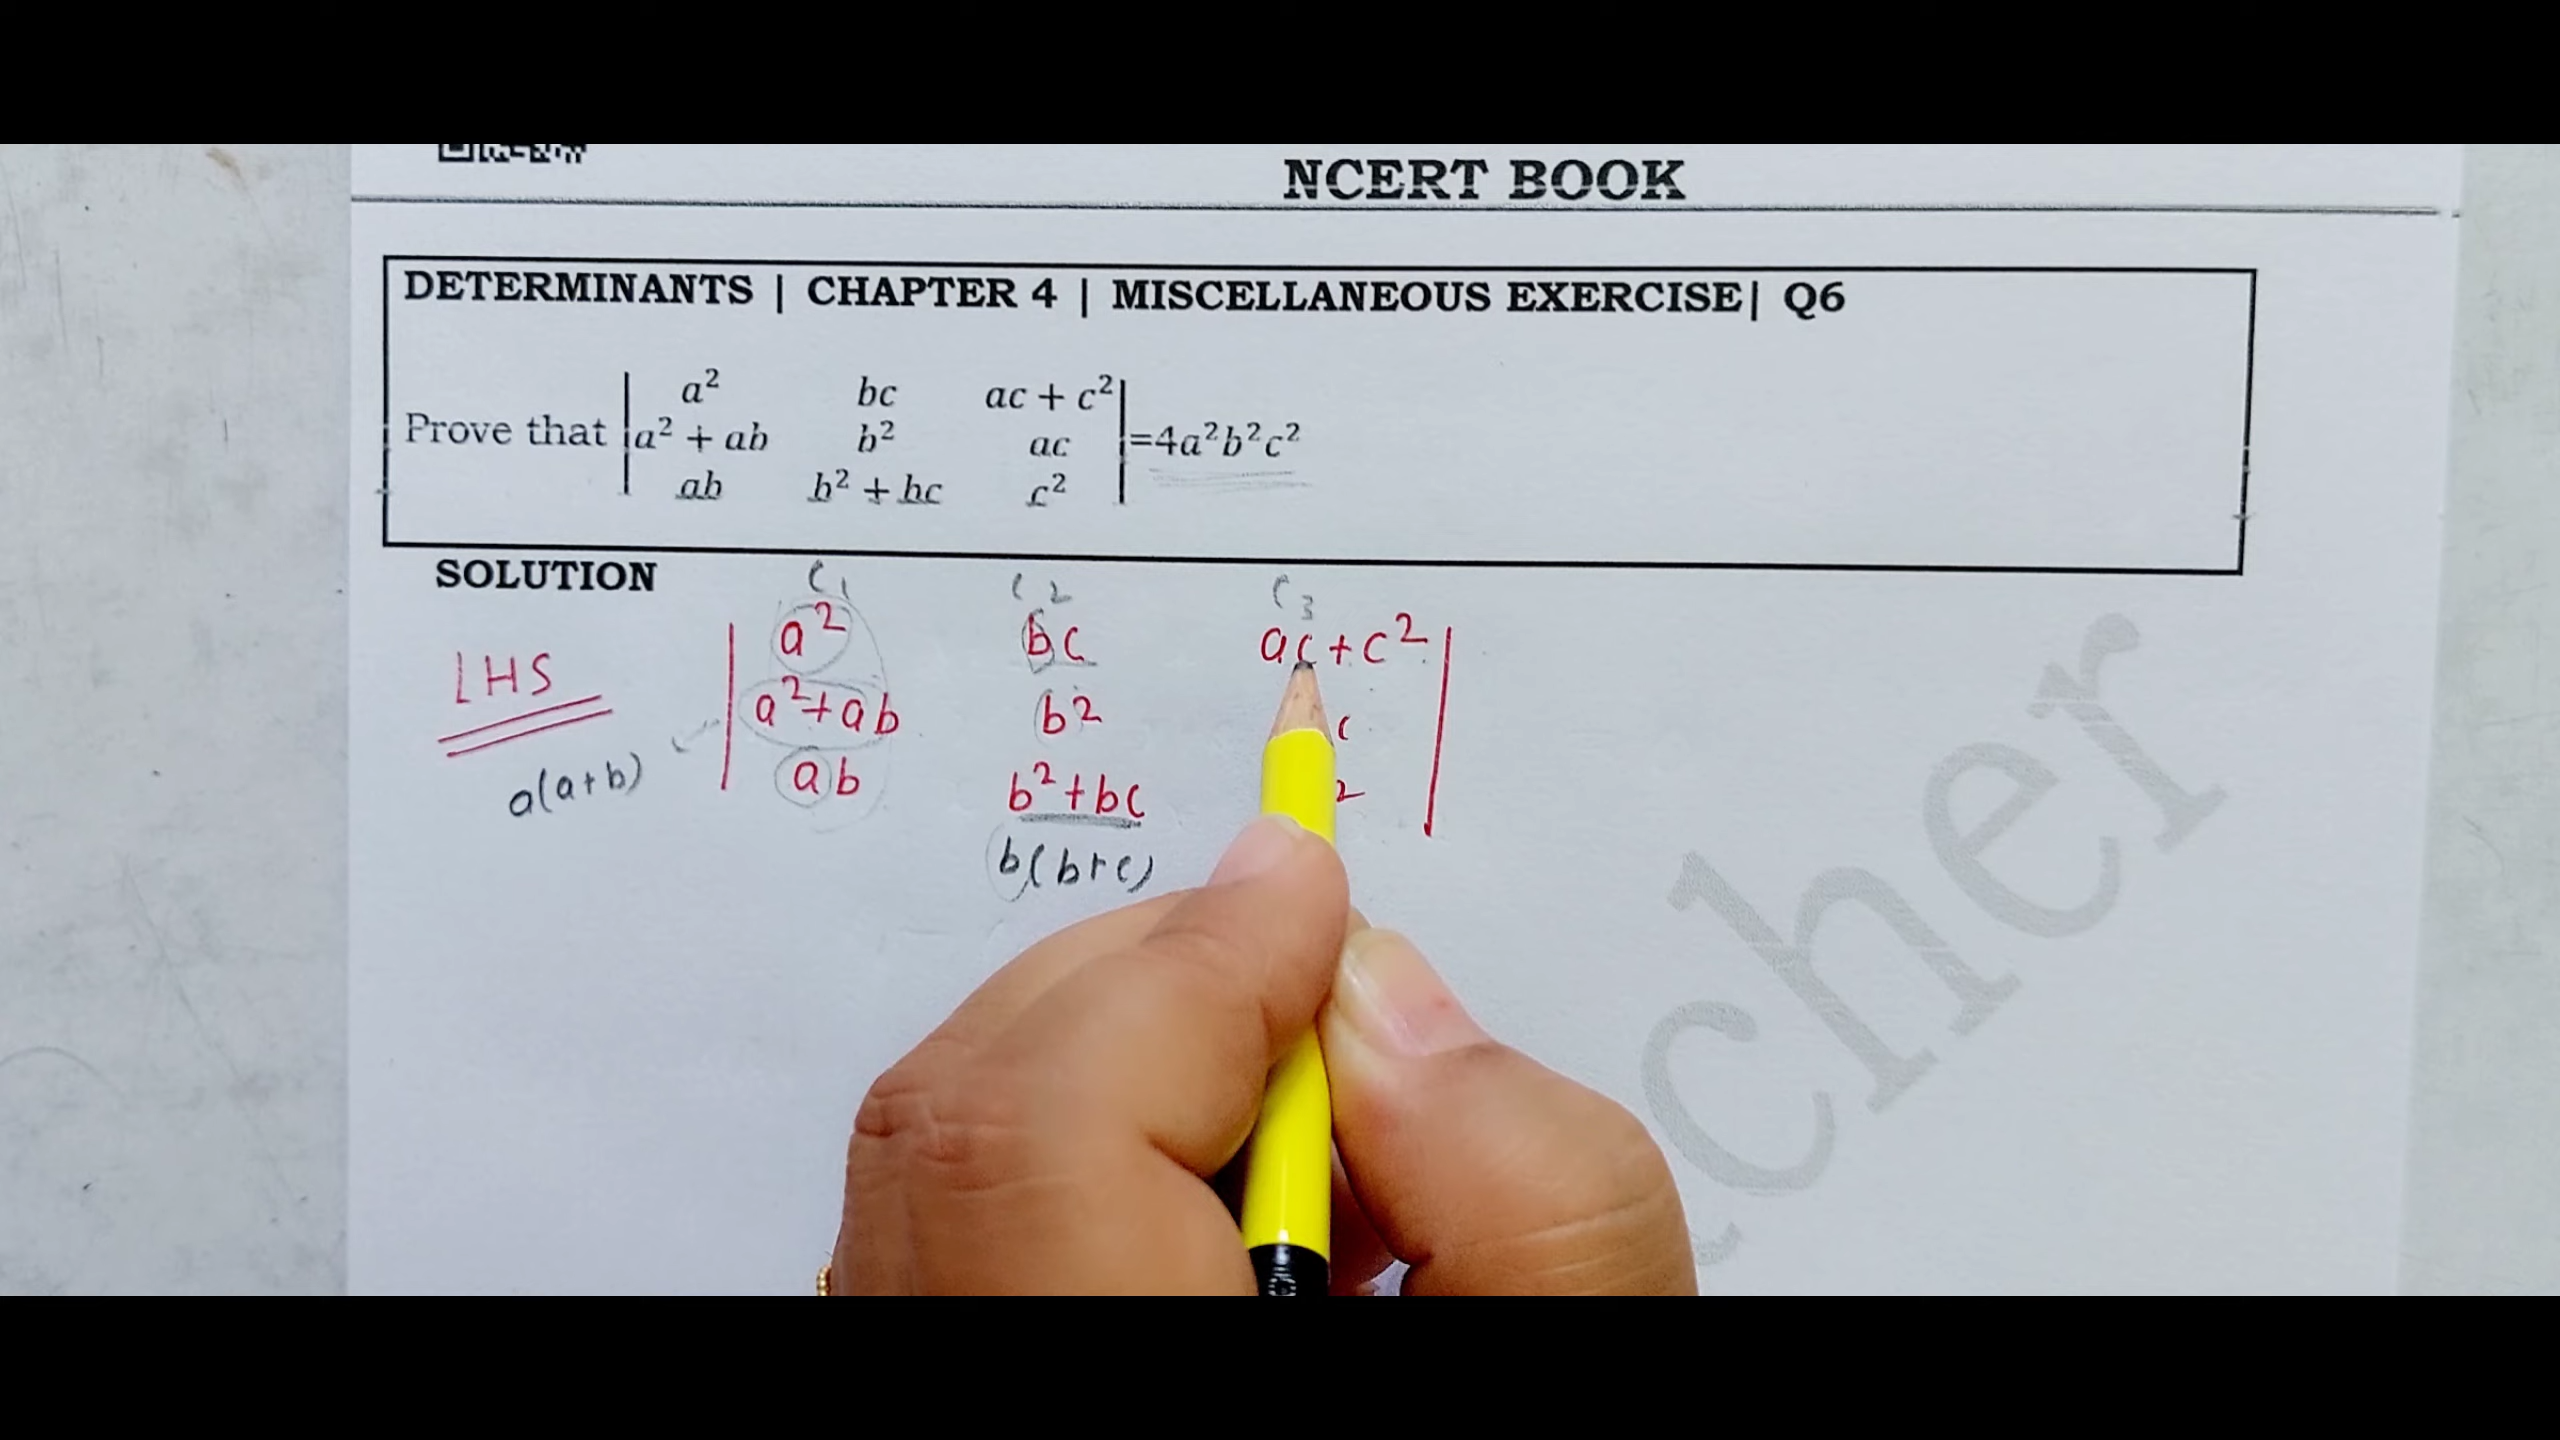 NCERT BOOK
DETERMINANTS | CHAPTER 4 | MISCELLANEOUS EXERCISE| Q6
Prove that | a² bc ac + c² |
| a² + ab b² ac | =4a²b²c²
| ab b² + bc c² |
SOLUTION
C₁ C₂ C₃
LHS
| a² bc ac+c² |
| a²+ab b² c |
| ab b²+bc ² |
a(a+b)
b(b+c)
cher